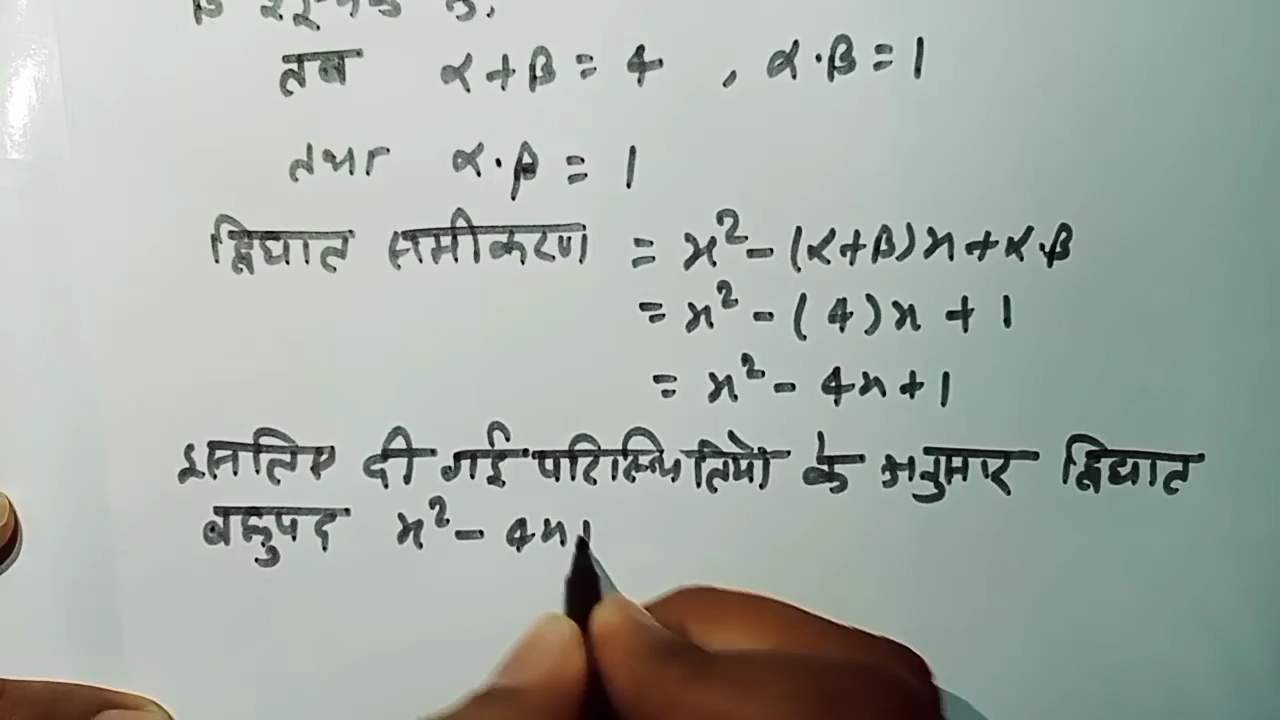 तब α+β = 4 , α·β = 1
तथा α·β = 1
द्विघात समीकरण = x² - (α+β)x + α·β
= x² - (4)x + 1
= x² - 4x + 1
इसलिए दी गई परिस्थितियो के अनुसार द्विघात
बहुपद x² - 4x